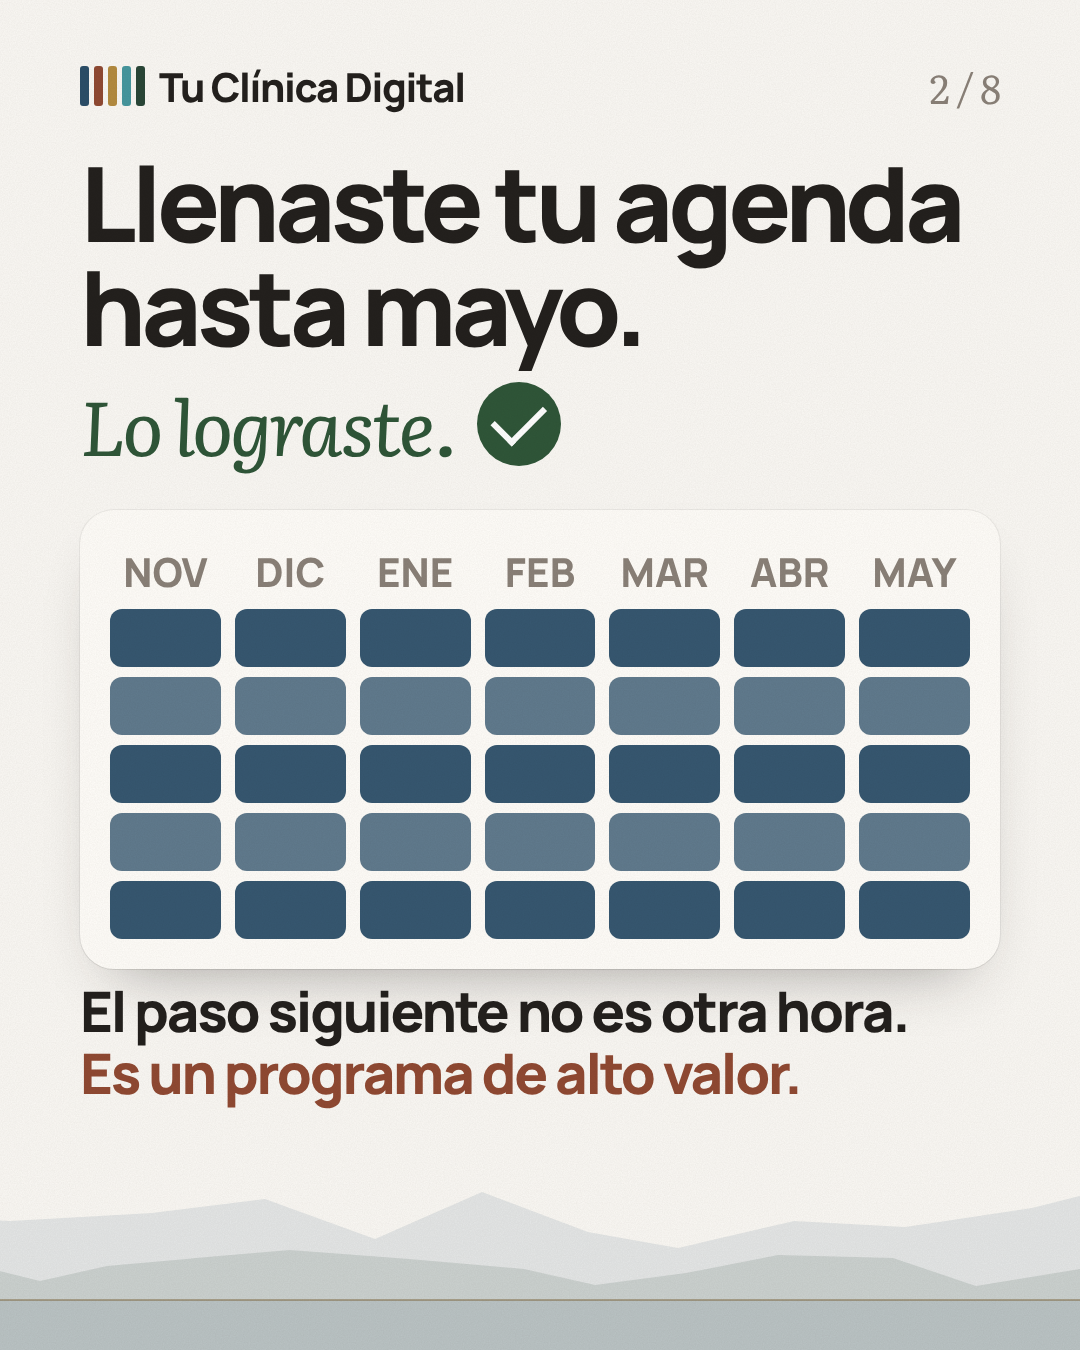 Tu Clínica Digital
2/8
Llenaste tu agenda
hasta mayo.
Lo lograste.
NOV DIC ENE FEB MAR ABR MAY
El paso siguiente no es otra hora.
Es un programa de alto valor.